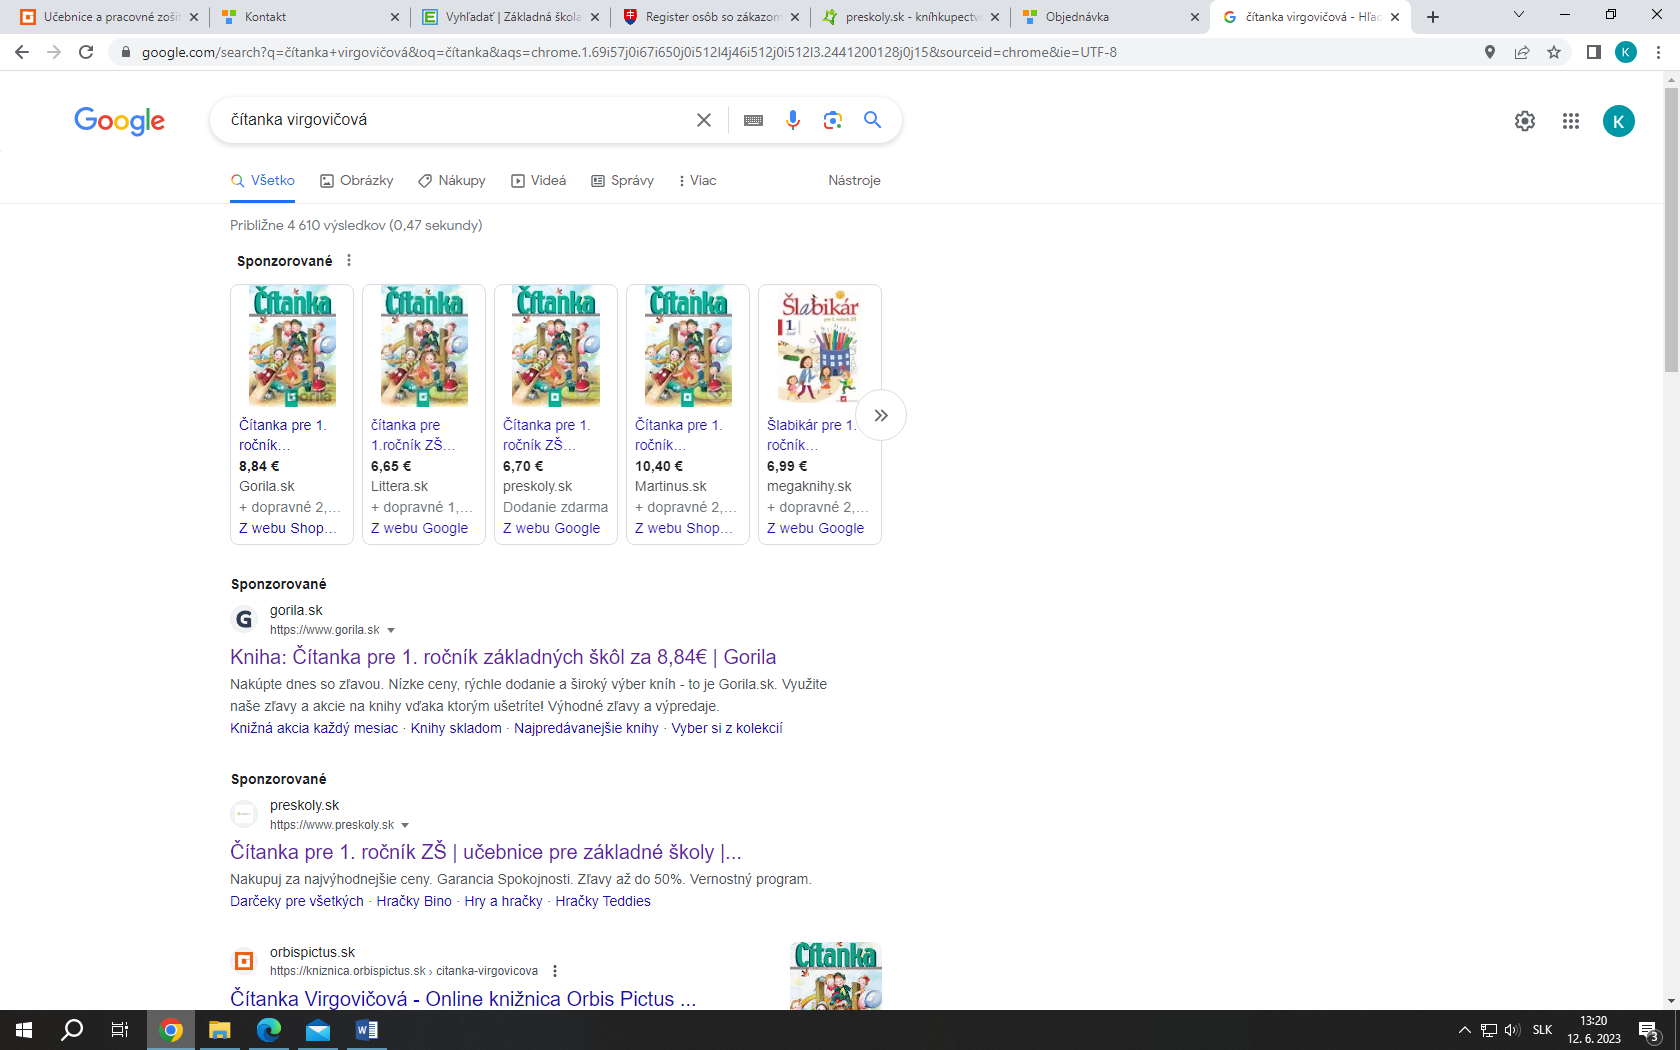 Učebnice a pracovné zoši
Kontakt
Vyhľadať | Základná škola
Register osôb so zákazom
preskoly.sk - kníhkupectv
Objednávka
čítanka virgovičová - Hľad
google.com/search?q=čítanka+virgovičová&oq=čítanka&aqs=chrome.1.69i57j0i67i650j0i512l4j46i512j0i512l3.2441200128j0j15&sourceid=chrome&ie=UTF-8
K
Google
čítanka virgovičová
K
Všetko
Obrázky
Nákupy
Videá
Správy
Viac
Nástroje
Približne 4 610 výsledkov (0,47 sekundy)
Sponzorované
Čítanka
Čítanka
Čítanka
Čítanka
Šlabikár
pre 1. ročník ZŠ
1.
Gorila
Čítanka pre 1.
ročník...
8,84 €
Gorila.sk
+ dopravné 2,...
Z webu Shop...
čítanka pre
1.ročník ZŠ...
6,65 €
Littera.sk
+ dopravné 1,...
Z webu Google
Čítanka pre 1.
ročník ZŠ...
6,70 €
preskoly.sk
Dodanie zdarma
Z webu Google
Čítanka pre 1.
ročník...
10,40 €
Martinus.sk
+ dopravné 2,...
Z webu Shop...
Šlabikár pre 1.
ročník...
6,99 €
megaknihy.sk
+ dopravné 2,...
Z webu Google
Sponzorované
G
gorila.sk
https://www.gorila.sk
Kniha: Čítanka pre 1. ročník základných škôl za 8,84€ | Gorila
Nakúpte dnes so zľavou. Nízke ceny, rýchle dodanie a široký výber kníh - to je Gorila.sk. Využite
naše zľavy a akcie na knihy vďaka ktorým ušetríte! Výhodné zľavy a výpredaje.
Knižná akcia každý mesiac · Knihy skladom · Najpredávanejšie knihy · Vyber si z kolekcií
Sponzorované
preskoly.sk
https://www.preskoly.sk
Čítanka pre 1. ročník ZŠ | učebnice pre základné školy |...
Nakupuj za najvýhodnejšie ceny. Garancia Spokojnosti. Zľavy až do 50%. Vernostný program.
Darčeky pre všetkých · Hračky Bino · Hry a hračky · Hračky Teddies
orbispictus.sk
https://kniznica.orbispictus.sk › citanka-virgovicova
Čítanka Virgovičová - Online knižnica Orbis Pictus ...
Čítanka
SLK
13:20
12. 6. 2023
3